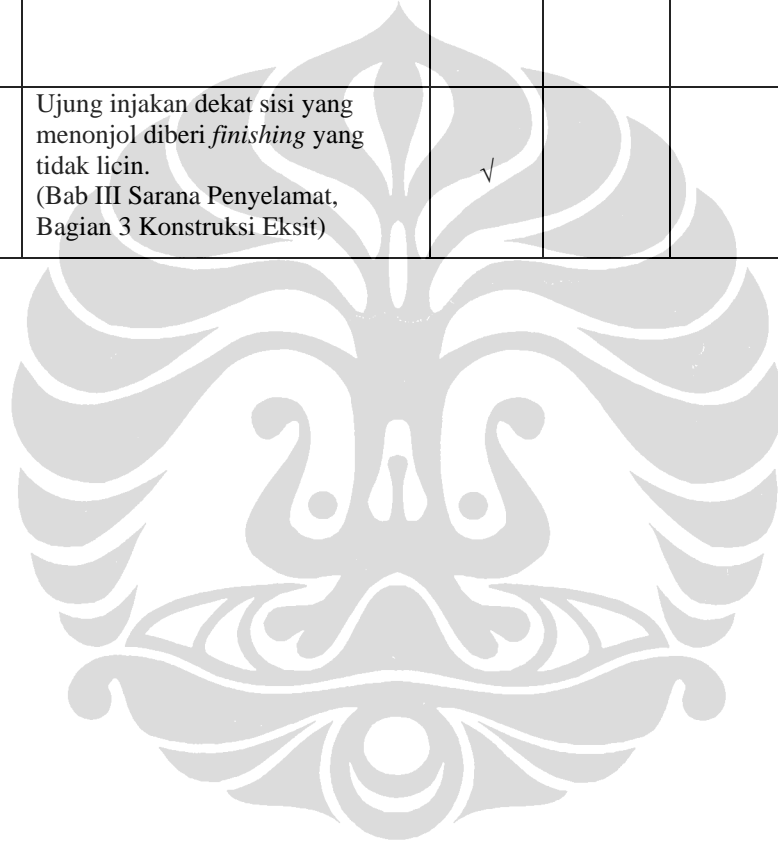 Ujung injakan dekat sisi yang
menonjol diberi finishing yang
tidak licin.
(Bab III Sarana Penyelamat,
Bagian 3 Konstruksi Eksit)
√